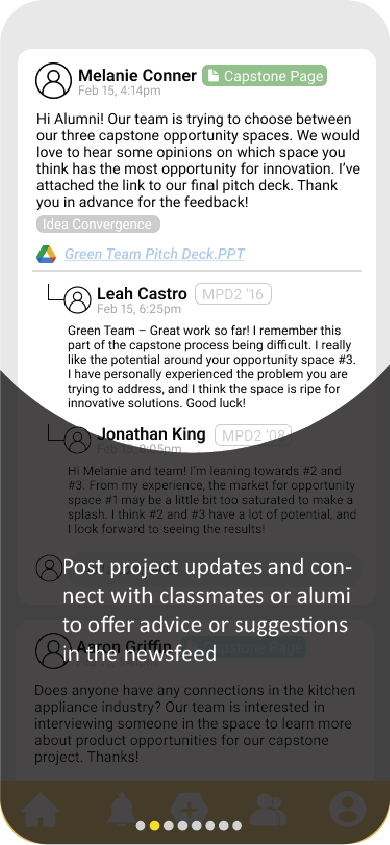 Melanie Conner Capstone Page
Feb 15, 4:14pm
Hi Alumni! Our team is trying to choose between
our three capstone opportunity spaces. We would
love to hear some opinions on which space you
think has the most opportunity for innovation. I've
attached the link to our final pitch deck. Thank
you in advance for the feedback!
Idea Convergence
Green Team Pitch Deck.PPT
Leah Castro MPD2 '16
Feb 15, 6:25pm
Green Team – Great work so far! I remember this
part of the capstone process being difficult. I really
like the potential around your opportunity space #3.
I have personally experienced the problem you are
trying to address, and I think the space is ripe for
innovative solutions. Good luck!
Jonathan King MPD2 '08
Feb 15, 8:05pm
Hi Melanie and team! I'm leaning towards #2 and
#3. From my experience, the market for opportunity
space #1 may be a little bit too saturated to make a
splash. I think #2 and #3 have a lot of potential, and
I look forward to seeing the results!
Post project updates and con-
nect with classmates or alumi
to offer advice or suggestions
in the newsfeed
Aaron Griffin Capstone Page
Does anyone have any connections in the kitchen
appliance industry? Our team is interested in
interviewing someone in the space to learn more
about product opportunities for our capstone
project. Thanks!